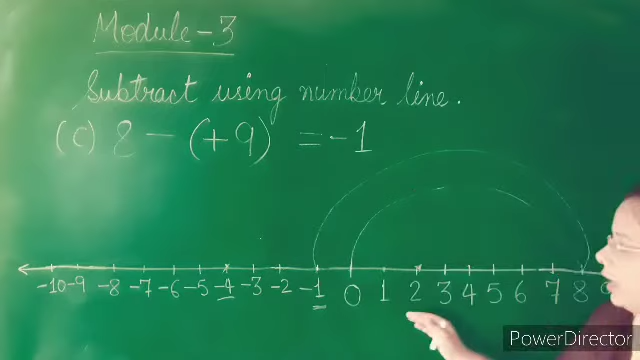 Module-3
Subtract using number line.
(c) 8 - (+9) = -1
-10 -9 -8 -7 -6 -5 -4 -3 -2 -1 0 1 2 3 4 5 6 7 8
PowerDirector